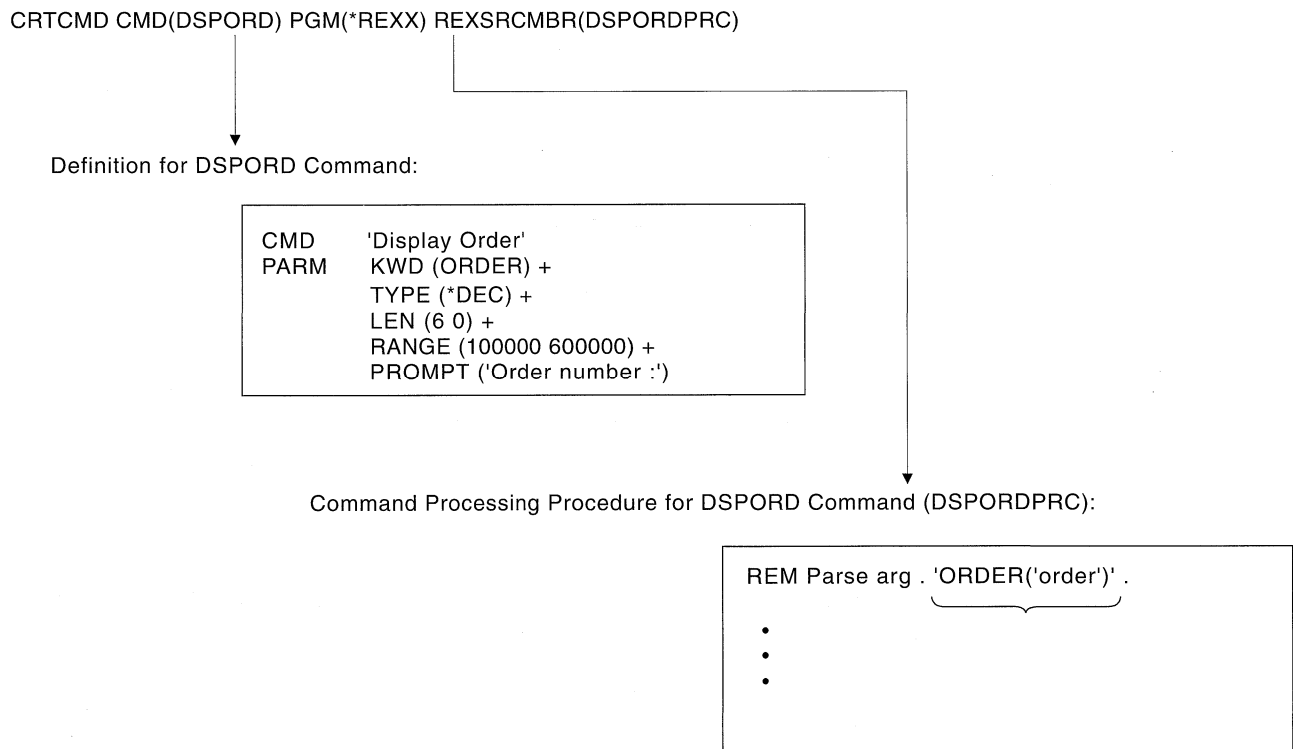 CRTCMD CMD(DSPORD) PGM(*REXX) REXSRCMBR(DSPORDPRC)
Definition for DSPORD Command:
CMD 'Display Order'
PARM KWD (ORDER) +
TYPE (*DEC) +
LEN (6 0) +
RANGE (100000 600000) +
PROMPT ('Order number :')
Command Processing Procedure for DSPORD Command (DSPORDPRC):
REM Parse arg . 'ORDER('order')' .